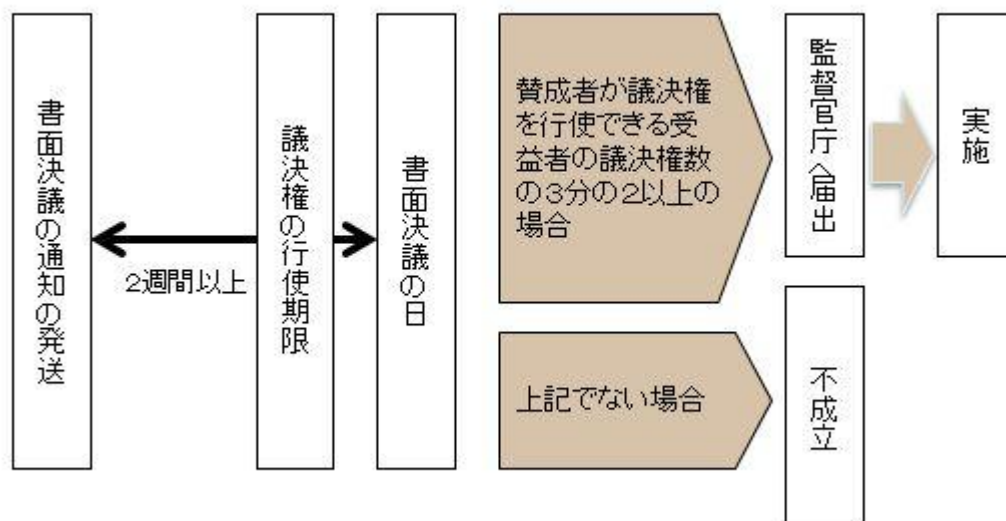 書面決議の通知の発送
2週間以上
議決権の行使期限
書面決議の日
賛成者が議決権
を行使できる受
益者の議決権数
の3分の2以上の
場合
監督官庁へ届出
実施
上記でない場合
不成立